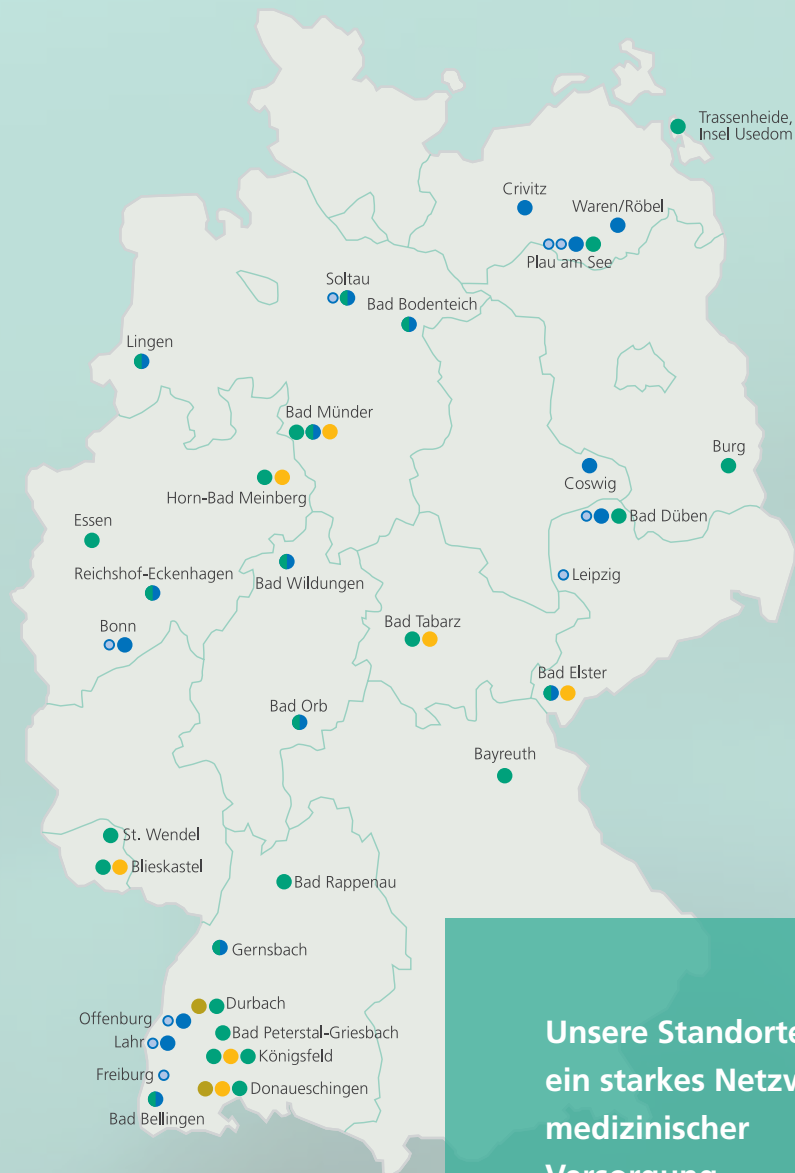 Trassenheide,
Insel Usedom
Crivitz
Waren/Röbel
Plau am See
Soltau
Bad Bodenteich
Lingen
Bad Münder
Burg
Coswig
Horn-Bad Meinberg
Bad Düben
Essen
Bad Wildungen
Reichshof-Eckenhagen
Leipzig
Bonn
Bad Tabarz
Bad Elster
Bad Orb
Bayreuth
St. Wendel
Blieskastel
Bad Rappenau
Gernsbach
Durbach
Offenburg
Bad Peterstal-Griesbach
Lahr
Königsfeld
Freiburg
Donaueschingen
Bad Bellingen
Unsere Standorte
ein starkes Netzw
medizinischer
Versorgung